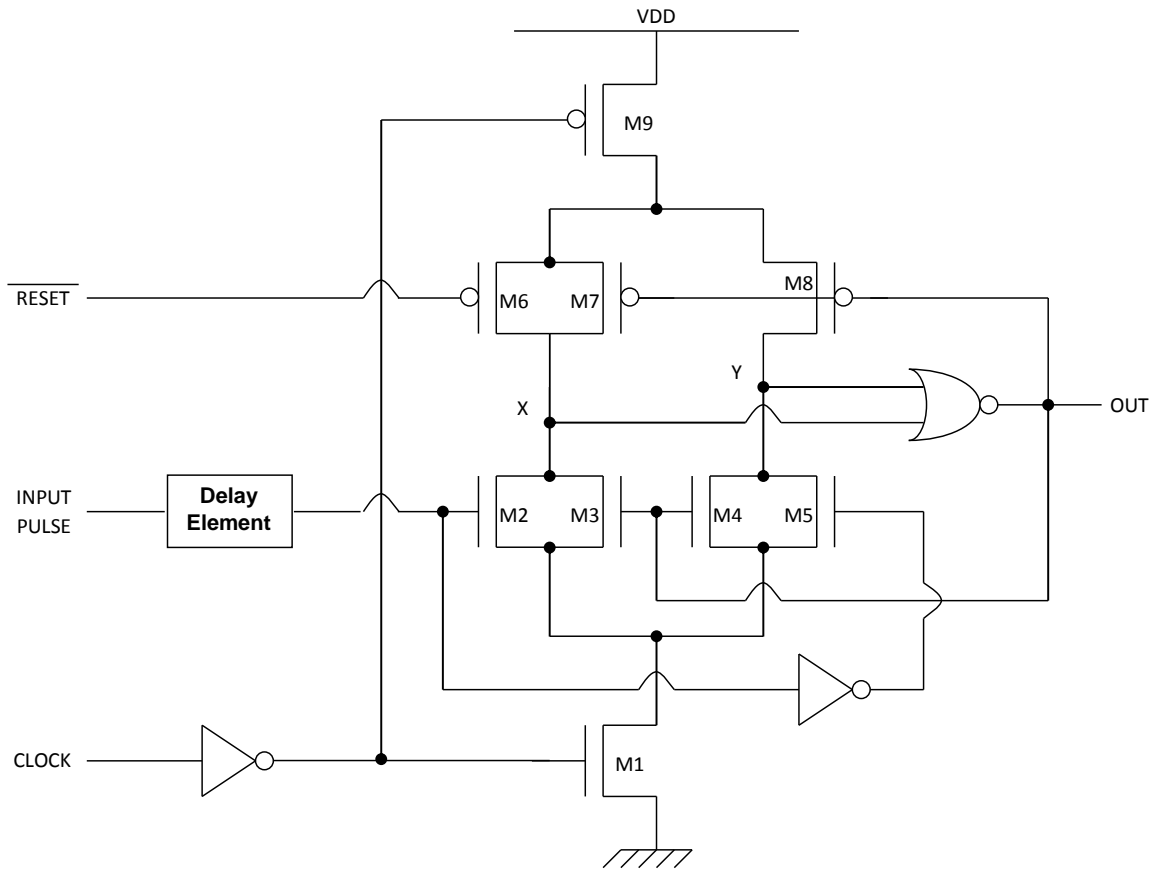 VDD
M9
RESET
M6
M7
M8
Y
X
OUT
INPUT
PULSE
Delay
Element
M2
M3
M4
M5
CLOCK
M1